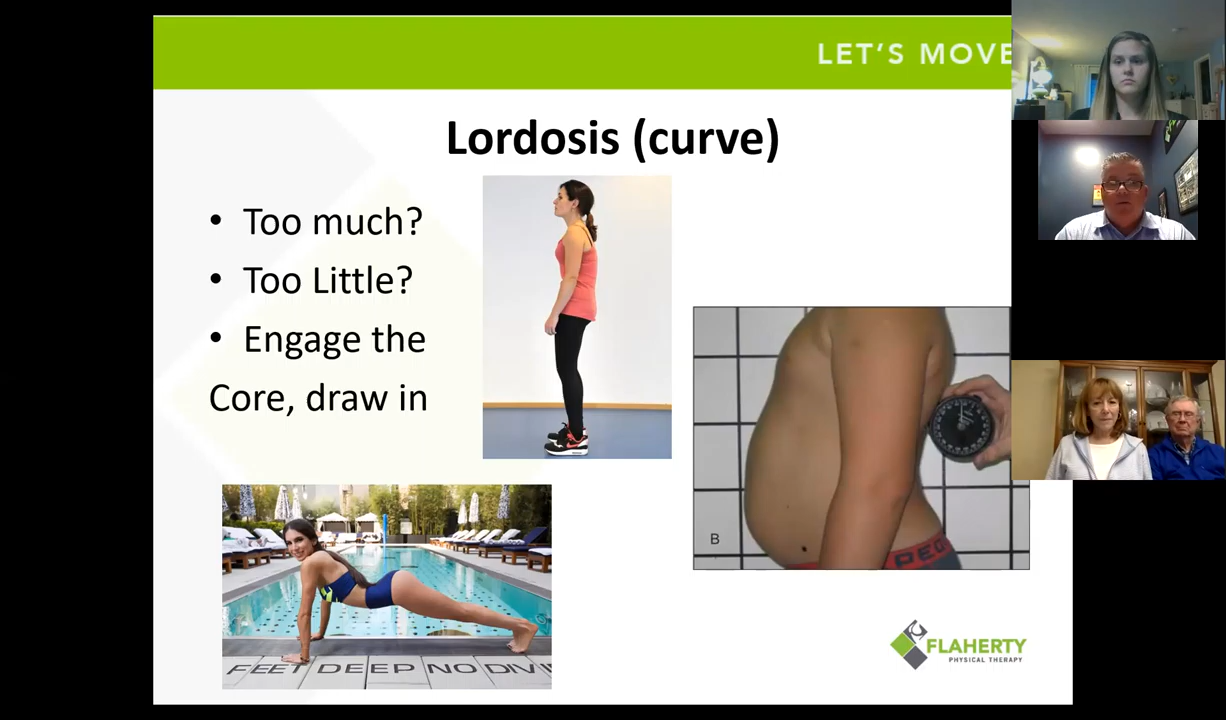 LET'S MOVE
Lordosis (curve)
• Too much?
• Too Little?
• Engage the
Core, draw in
B
FEET DEEP NO DIVI
FLAHERTY
PHYSICAL THERAPY